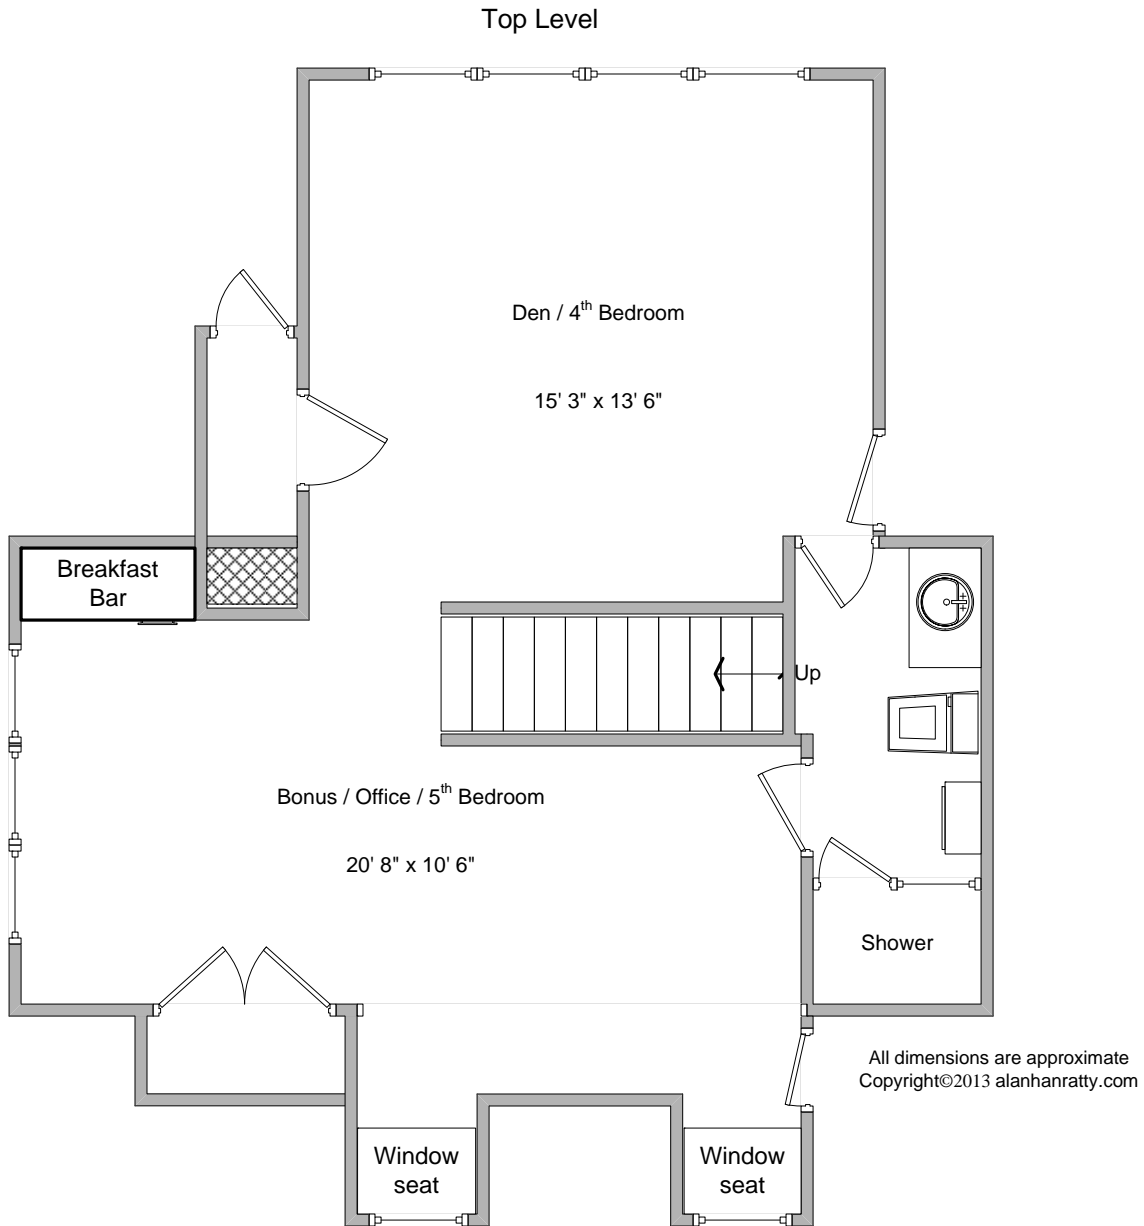 Top Level
Den / 4th Bedroom
15' 3" x 13' 6"
Breakfast
Bar
Up
Bonus / Office / 5th Bedroom
20' 8" x 10' 6"
Shower
All dimensions are approximate
Copyright©2013 alanhanratty.com
Window
seat
Window
seat